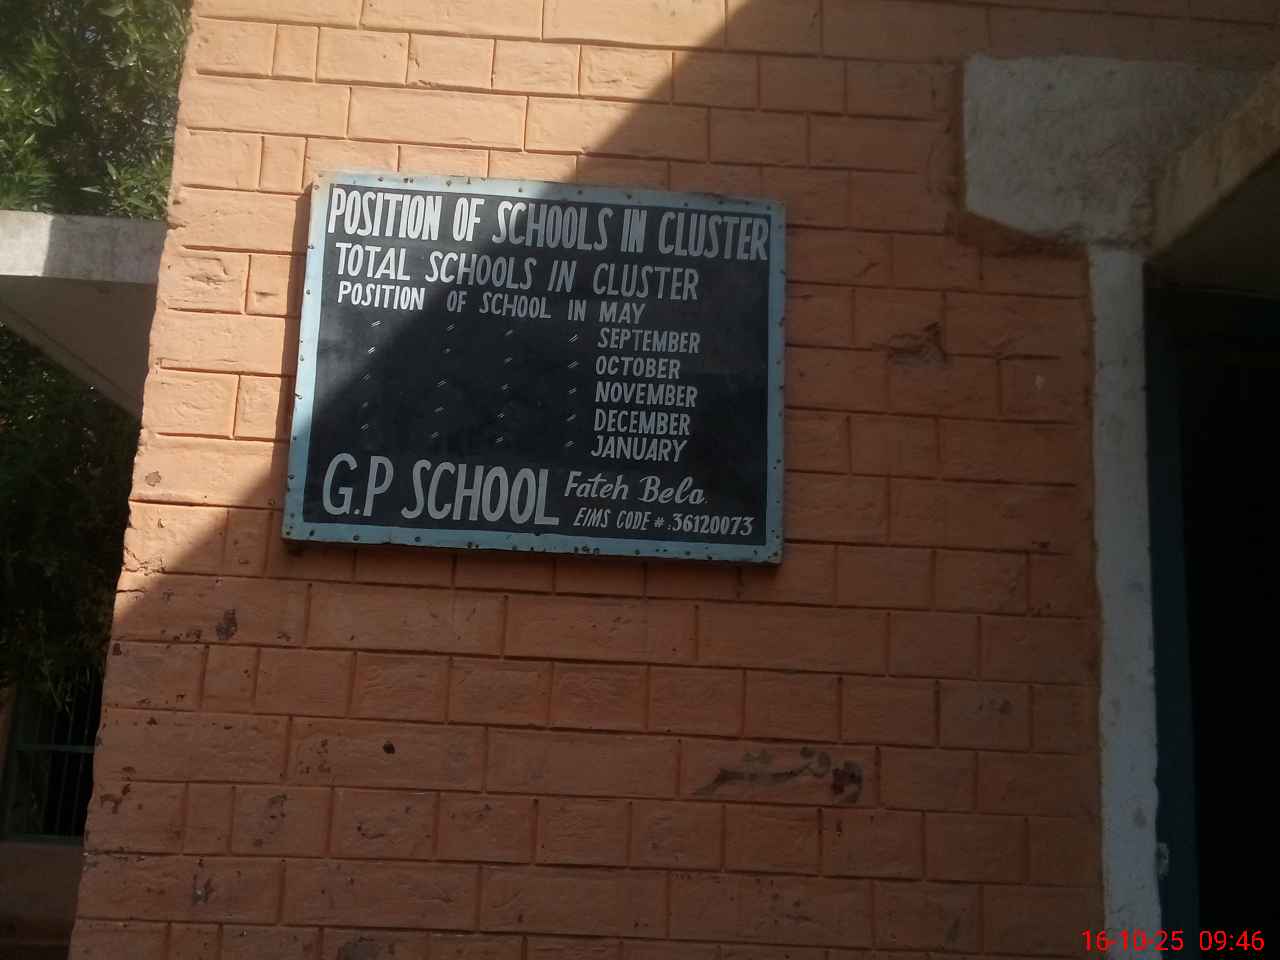 POSITION OF SCHOOLS IN CLUSTER
TOTAL SCHOOLS IN CLUSTER
POSITION OF SCHOOL IN MAY
〃 〃 〃 〃 SEPTEMBER
〃 〃 〃 〃 OCTOBER
〃 〃 〃 〃 NOVEMBER
〃 〃 〃 〃 DECEMBER
〃 〃 〃 〃 JANUARY
G.P SCHOOL Fateh Bela.
EIMS CODE #:36120073
دفتر
16-10-25 09:46